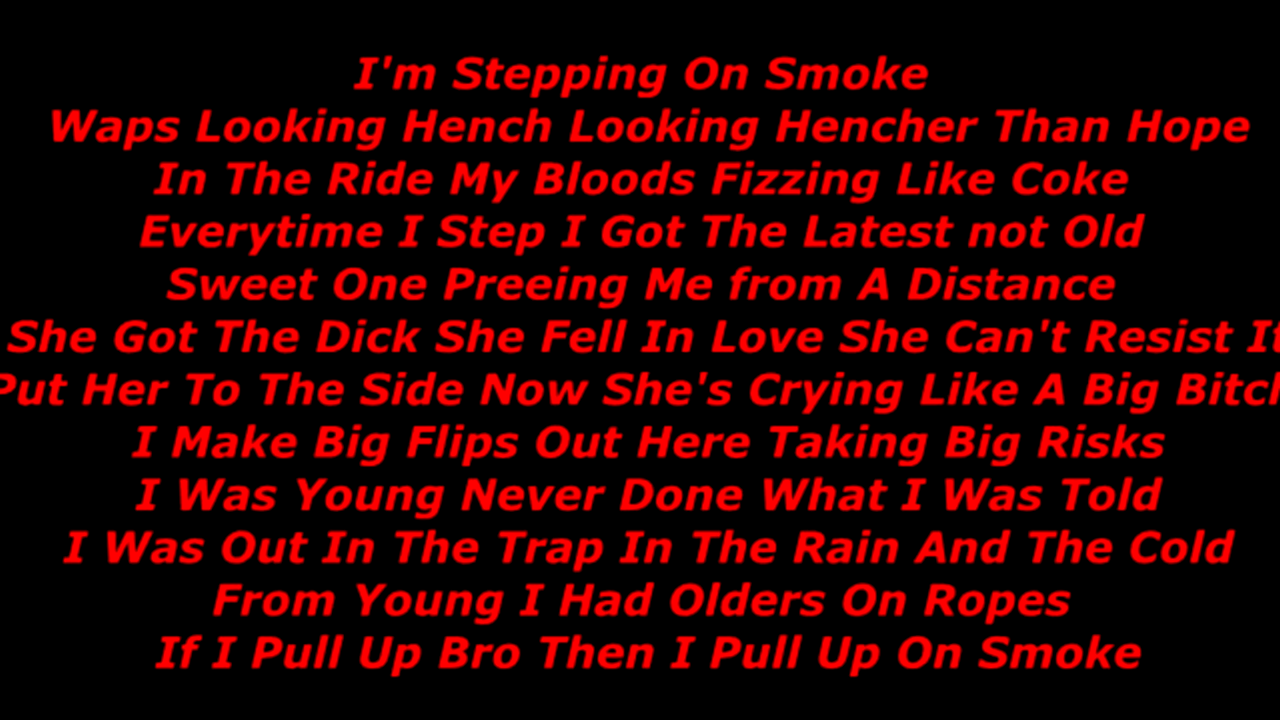 I'm Stepping On Smoke
Waps Looking Hench Looking Hencher Than Hope
In The Ride My Bloods Fizzing Like Coke
Everytime I Step I Got The Latest not Old
Sweet One Preeing Me from A Distance
She Got The Dick She Fell In Love She Can't Resist It
Put Her To The Side Now She's Crying Like A Big Bitch
I Make Big Flips Out Here Taking Big Risks
I Was Young Never Done What I Was Told
I Was Out In The Trap In The Rain And The Cold
From Young I Had Olders On Ropes
If I Pull Up Bro Then I Pull Up On Smoke